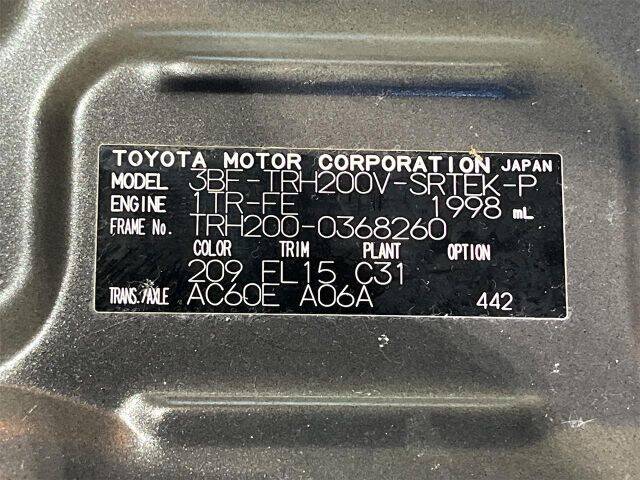 TOYOTA MOTOR CORPORATION JAPAN
MODEL 3BF-TRH200V-SRTEK-P
ENGINE 1TR-FE 1998 mL
FRAME No. TRH200-0368260
COLOR TRIM PLANT OPTION
209 FL15 C31
TRANS./AXLE AC60E A06A 442